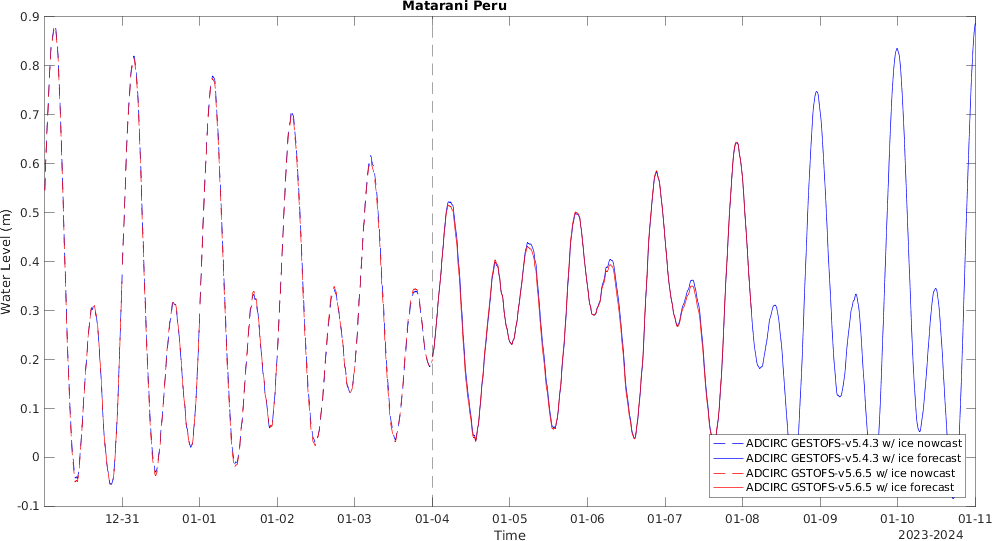 Matarani Peru
0.9
0.8
0.7
0.6
0.5
0.4
0.3
0.2
0.1
0
-0.1
Water Level (m)
ADCIRC GESTOFS-v5.4.3 w/ ice nowcast
ADCIRC GESTOFS-v5.4.3 w/ ice forecast
ADCIRC GSTOFS-v5.6.5 w/ ice nowcast
ADCIRC GSTOFS-v5.6.5 w/ ice forecast
12-31 01-01 01-02 01-03 01-04 01-05 01-06 01-07 01-08 01-09 01-10 01-11
Time
2023-2024